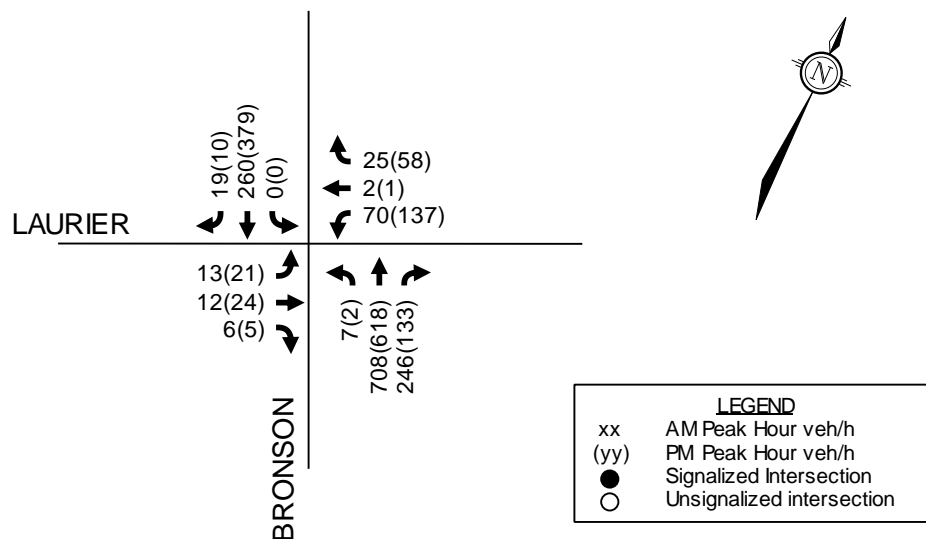 N
19(10)
260(379)
0(0)
25(58)
2(1)
70(137)
LAURIER
13(21)
12(24)
6(5)
7(2)
708(618)
246(133)
BRONSON
LEGEND
xx AM Peak Hour veh/h
(yy) PM Peak Hour veh/h
Signalized Intersection
Unsignalized intersection